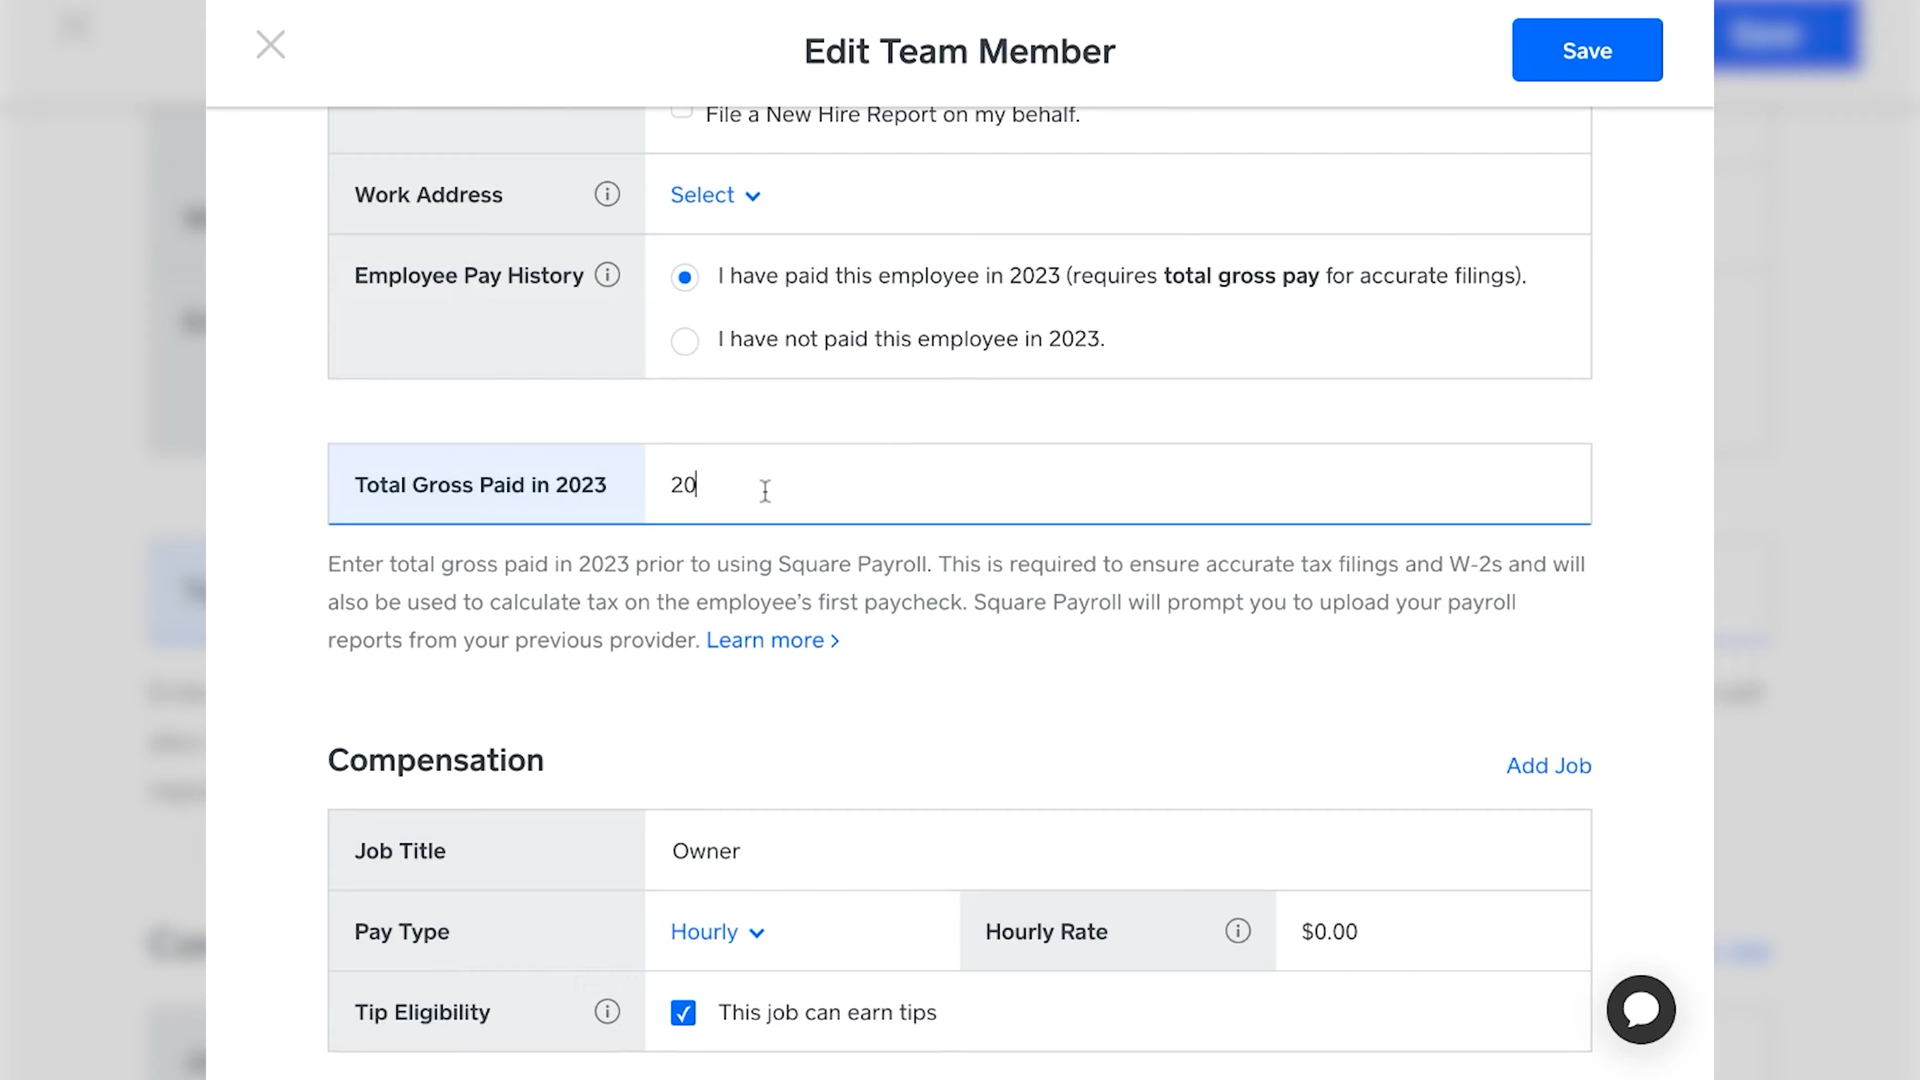 Edit Team Member
Save
File a New Hire Report on my behalf.
Work Address
Select
Employee Pay History
I have paid this employee in 2023 (requires total gross pay for accurate filings).
I have not paid this employee in 2023.
Total Gross Paid in 2023
20
Enter total gross paid in 2023 prior to using Square Payroll. This is required to ensure accurate tax filings and W-2s and will
also be used to calculate tax on the employee’s first paycheck. Square Payroll will prompt you to upload your payroll
reports from your previous provider. Learn more >
Compensation
Add Job
Job Title
Owner
Pay Type
Hourly
Hourly Rate
$0.00
Tip Eligibility
This job can earn tips